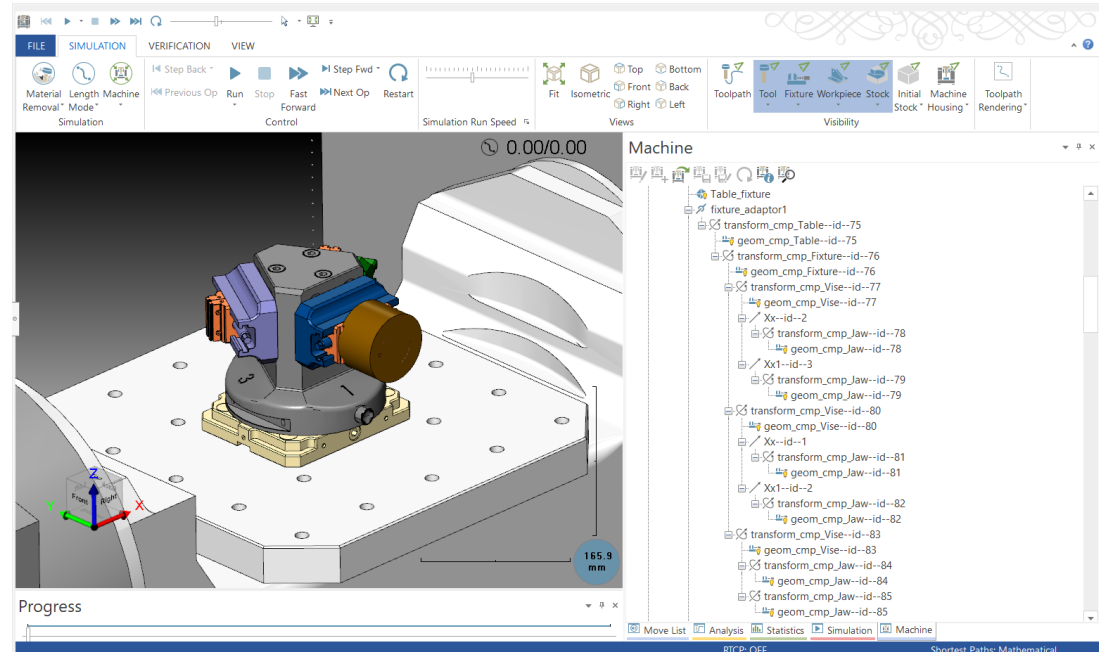 FILE SIMULATION VERIFICATION VIEW
Step Back Step Fwd Top Bottom
Previous Op Next Op Front Back
Right Left
Material Removal Length Mode Machine Run Stop Fast Forward Restart Fit Isometric Toolpath Tool Fixture Workpiece Stock Initial Stock Machine Housing Toolpath Rendering
Simulation Control Simulation Run Speed Views Visibility
0.00/0.00
3
1
Z
Front Right
Y X
165.9
mm
Progress
Machine
Table_fixture
fixture_adaptor1
transform_cmp_Table--id--75
geom_cmp_Table--id--75
transform_cmp_Fixture--id--76
geom_cmp_Fixture--id--76
transform_cmp_Vise--id--77
geom_cmp_Vise--id--77
Xx--id--2
transform_cmp_Jaw--id--78
geom_cmp_Jaw--id--78
Xx1--id--3
transform_cmp_Jaw--id--79
geom_cmp_Jaw--id--79
transform_cmp_Vise--id--80
geom_cmp_Vise--id--80
Xx--id--1
transform_cmp_Jaw--id--81
geom_cmp_Jaw--id--81
Xx1--id--2
transform_cmp_Jaw--id--82
geom_cmp_Jaw--id--82
transform_cmp_Vise--id--83
geom_cmp_Vise--id--83
transform_cmp_Jaw--id--84
geom_cmp_Jaw--id--84
transform_cmp_Jaw--id--85
geom_cmp_Jaw--id--85
Move List Analysis Statistics Simulation Machine
RTCP: OFF Shortest Paths: Mathematical